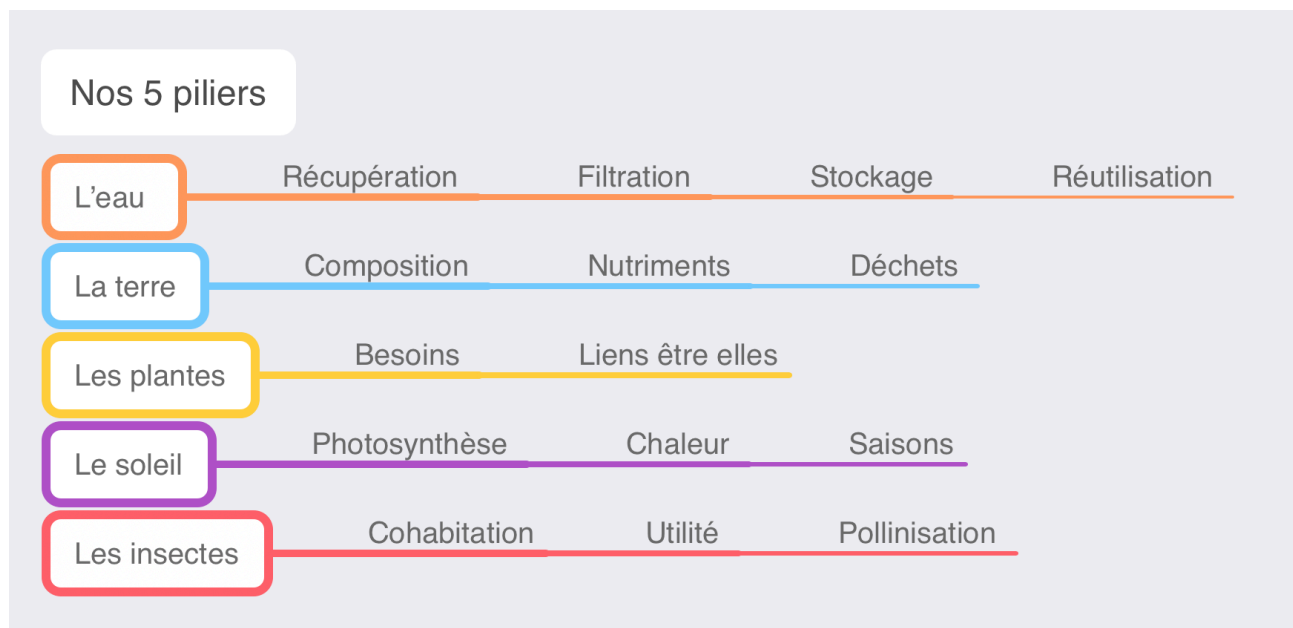 Nos 5 piliers
L’eau Récupération Filtration Stockage Réutilisation
La terre Composition Nutriments Déchets
Les plantes Besoins Liens être elles
Le soleil Photosynthèse Chaleur Saisons
Les insectes Cohabitation Utilité Pollinisation